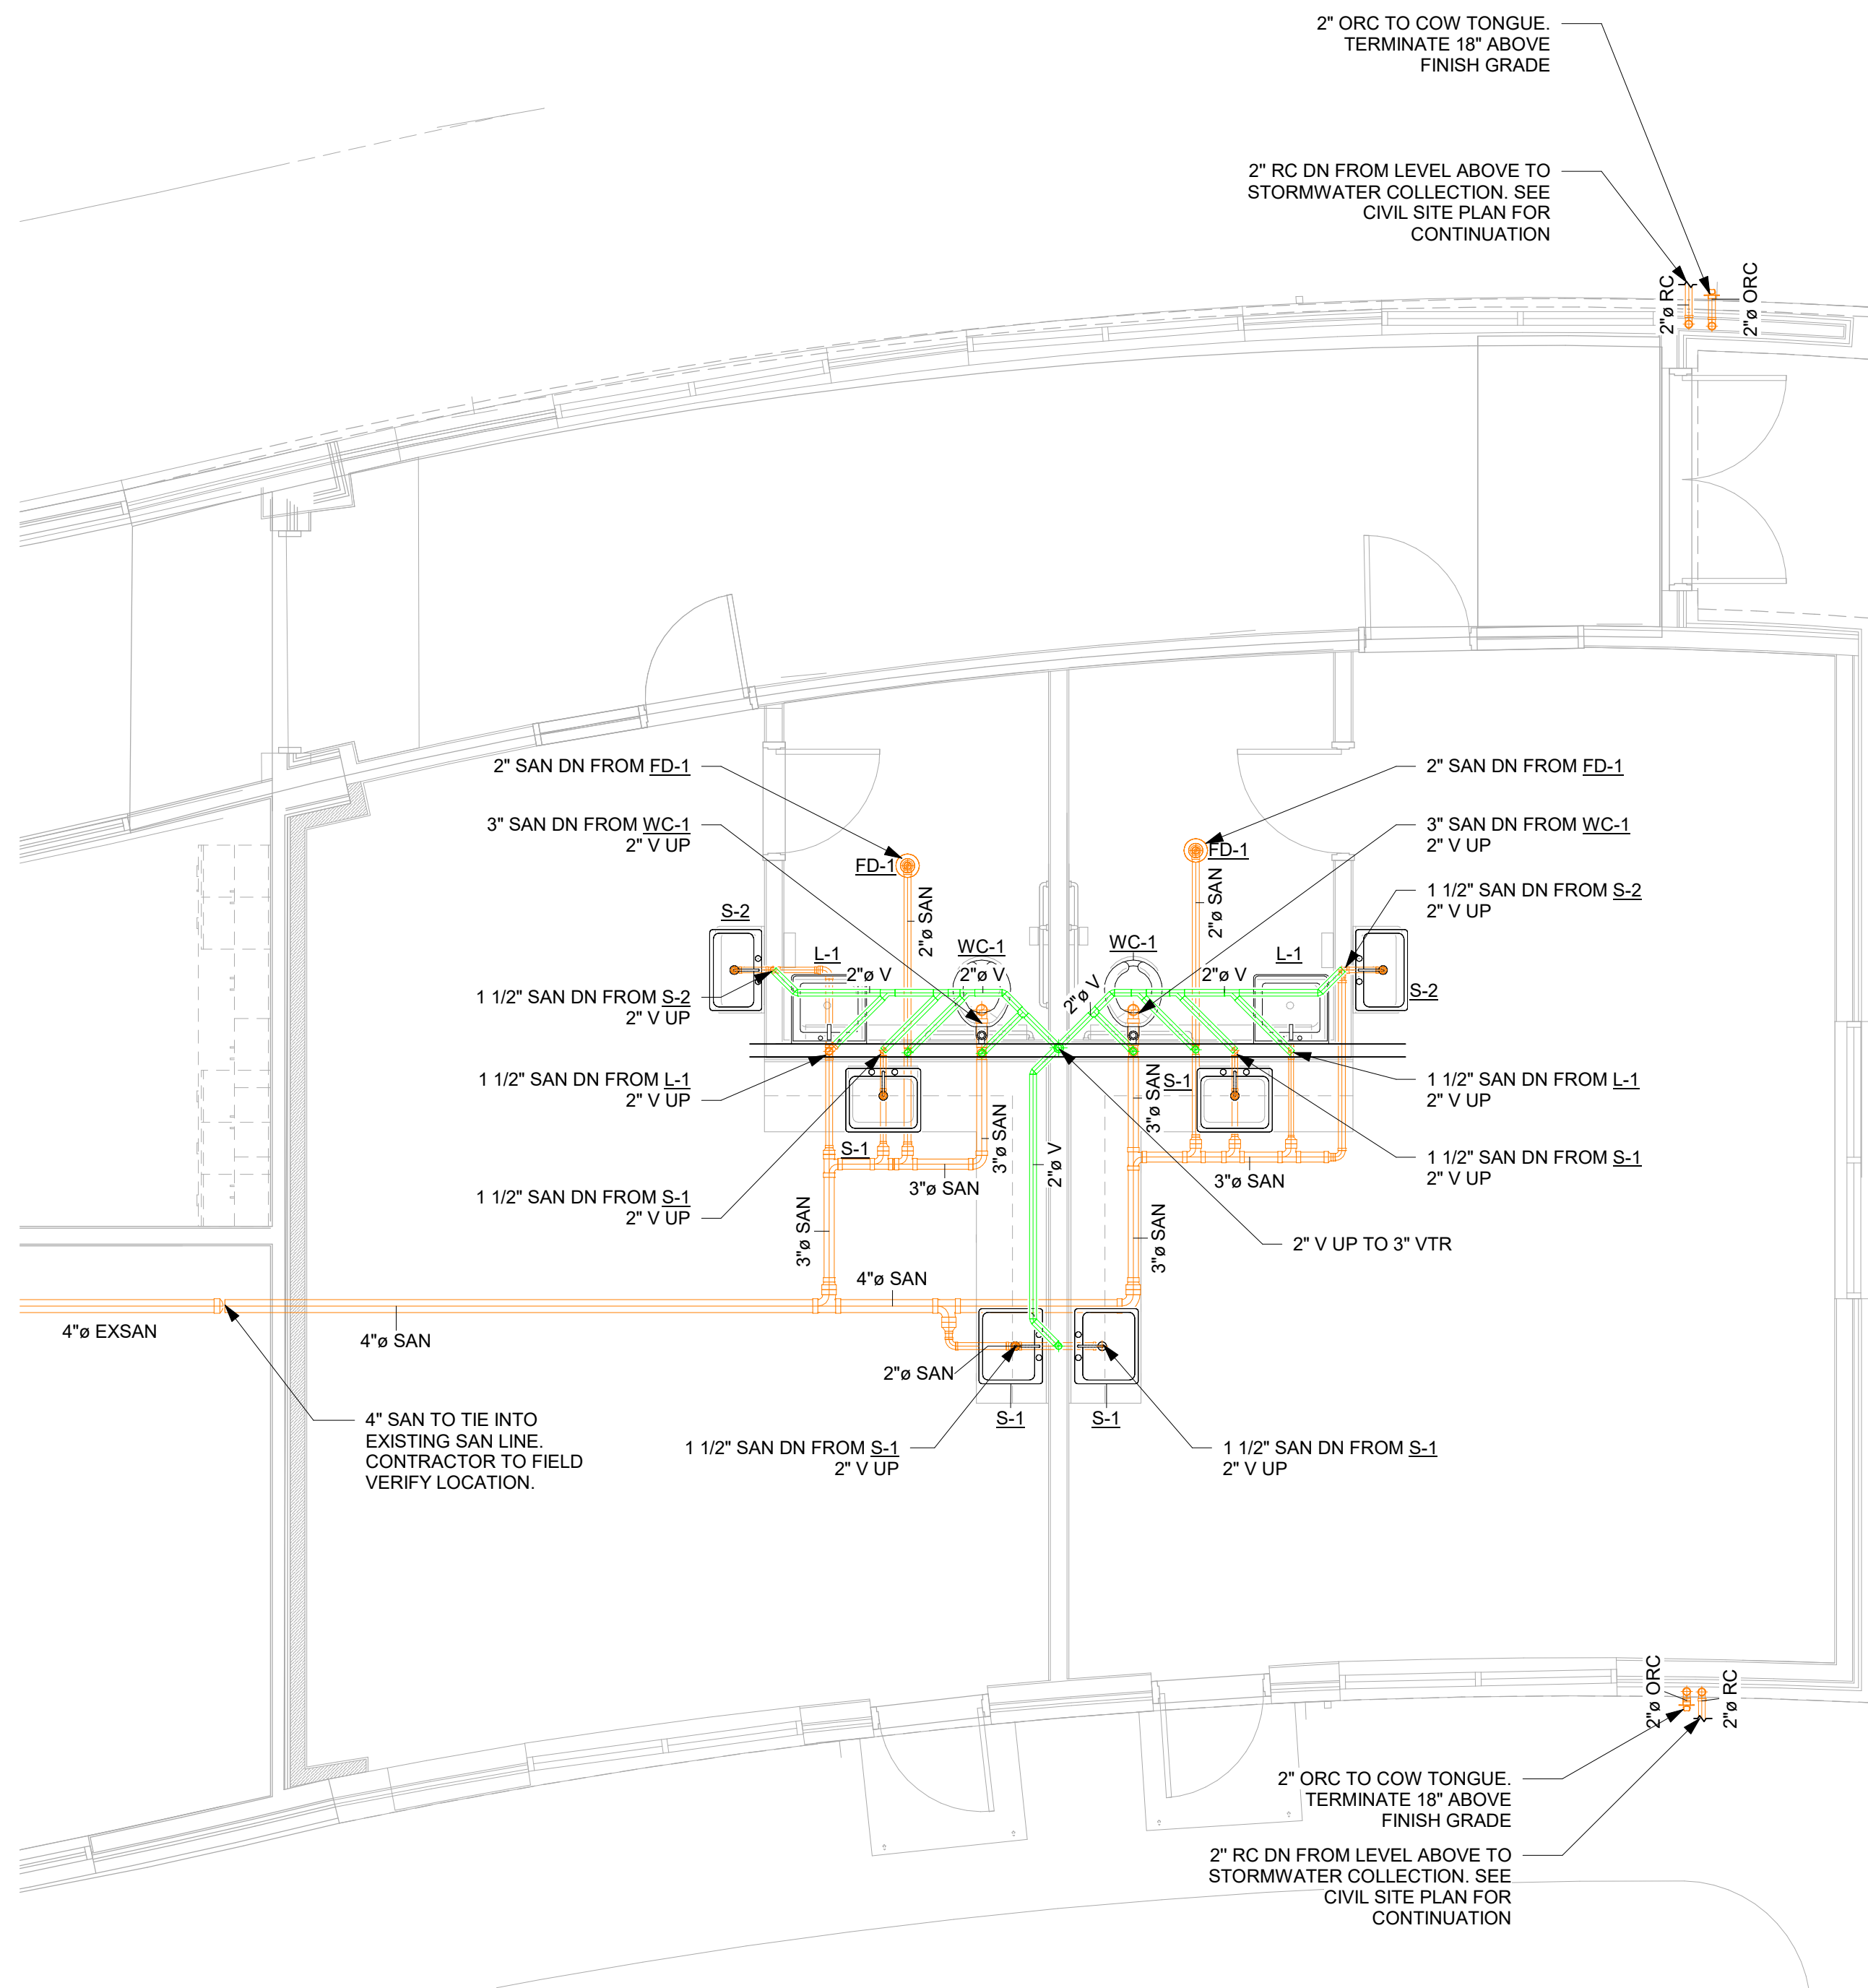 2" ORC TO COW TONGUE.
TERMINATE 18" ABOVE
FINISH GRADE
2" RC DN FROM LEVEL ABOVE TO
STORMWATER COLLECTION. SEE
CIVIL SITE PLAN FOR
CONTINUATION
2"ø RC
2"ø ORC
2" SAN DN FROM FD-1
2" SAN DN FROM FD-1
3" SAN DN FROM WC-1
2" V UP
3" SAN DN FROM WC-1
2" V UP
FD-1
FD-1
2"ø SAN
2"ø SAN
1 1/2" SAN DN FROM S-2
2" V UP
S-2
L-1
WC-1
WC-1
L-1
S-2
2"ø V
2"ø V
2"ø V
2"ø V
1 1/2" SAN DN FROM S-2
2" V UP
1 1/2" SAN DN FROM L-1
2" V UP
S-1
1 1/2" SAN DN FROM L-1
2" V UP
3"ø SAN
3"ø SAN
2"ø V
S-1
1 1/2" SAN DN FROM S-1
2" V UP
3"ø SAN
3"ø SAN
1 1/2" SAN DN FROM S-1
2" V UP
3"ø SAN
3"ø SAN
2" V UP TO 3" VTR
4"ø SAN
4"ø EXSAN
4"ø SAN
2"ø SAN
S-1
S-1
4" SAN TO TIE INTO
EXISTING SAN LINE.
CONTRACTOR TO FIELD
VERIFY LOCATION.
1 1/2" SAN DN FROM S-1
2" V UP
1 1/2" SAN DN FROM S-1
2" V UP
2"ø ORC
2"ø RC
2" ORC TO COW TONGUE.
TERMINATE 18" ABOVE
FINISH GRADE
2" RC DN FROM LEVEL ABOVE TO
STORMWATER COLLECTION. SEE
CIVIL SITE PLAN FOR
CONTINUATION